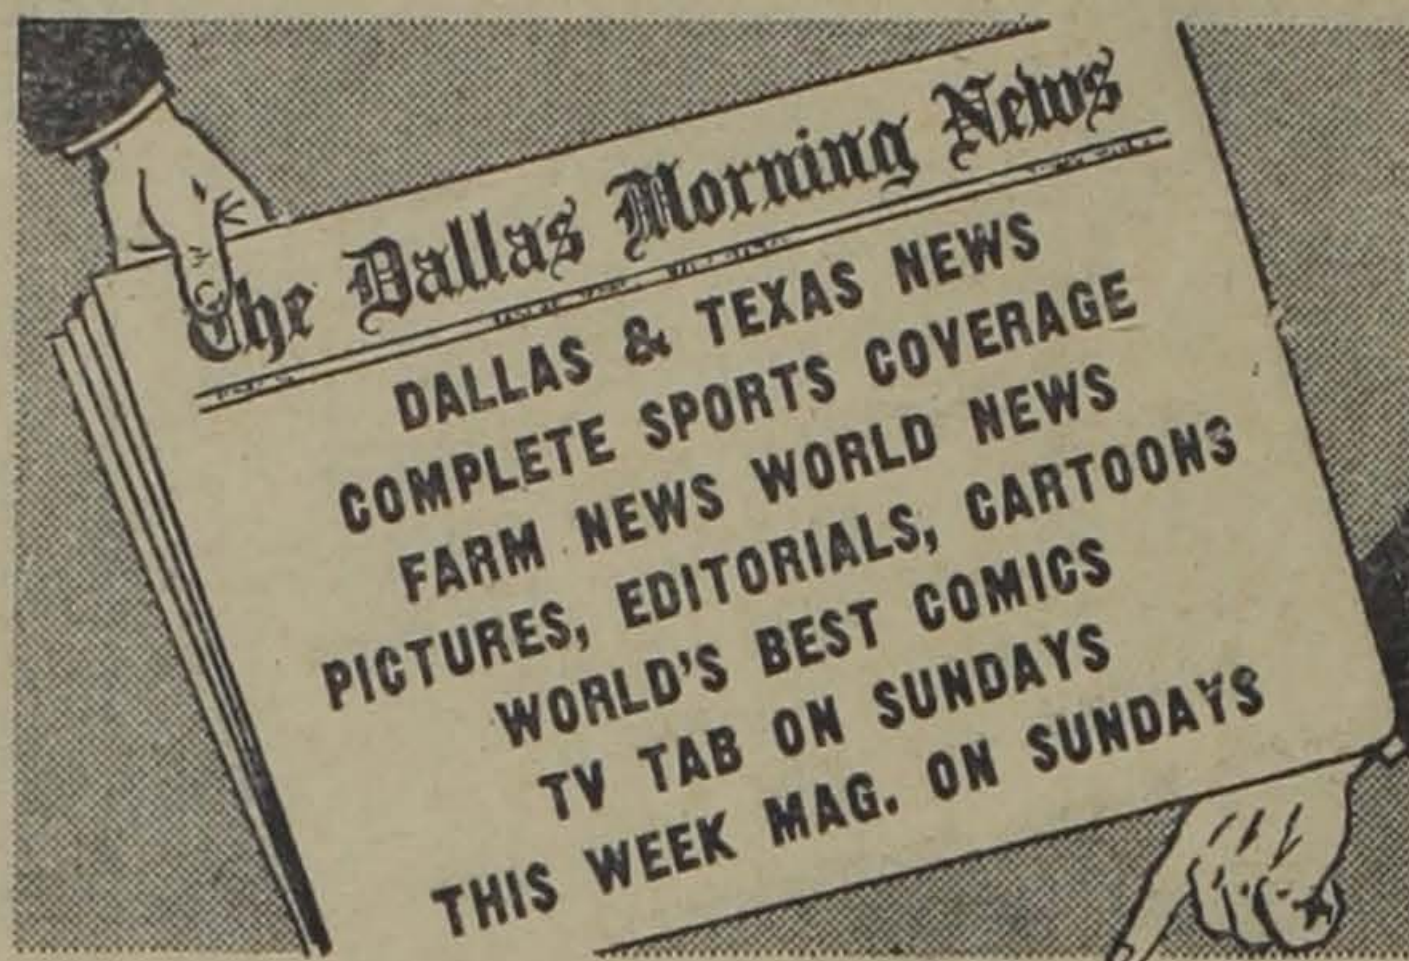 The Dallas Morning News
DALLAS & TEXAS NEWS
COMPLETE SPORTS COVERAGE
FARM NEWS WORLD NEWS
PICTURES, EDITORIALS, CARTOONS
WORLD'S BEST COMICS
TV TAB ON SUNDAYS
THIS WEEK MAG. ON SUNDAYS